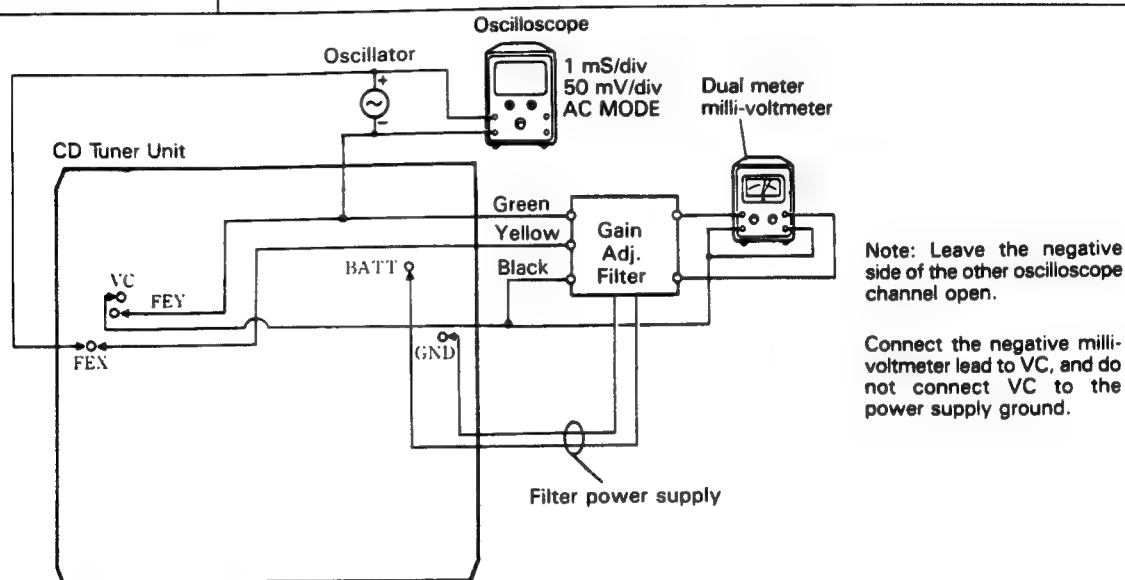 Oscilloscope
Oscillator
1 mS/div
50 mV/div
AC MODE
+
−
Dual meter
milli-voltmeter
CD Tuner Unit
Green
Yellow
Black
Gain
Adj.
Filter
BATT
VC
FEY
FEX
GND
Filter power supply
Note: Leave the negative
side of the other oscilloscope
channel open.
Connect the negative milli-
voltmeter lead to VC, and do
not connect VC to the
power supply ground.